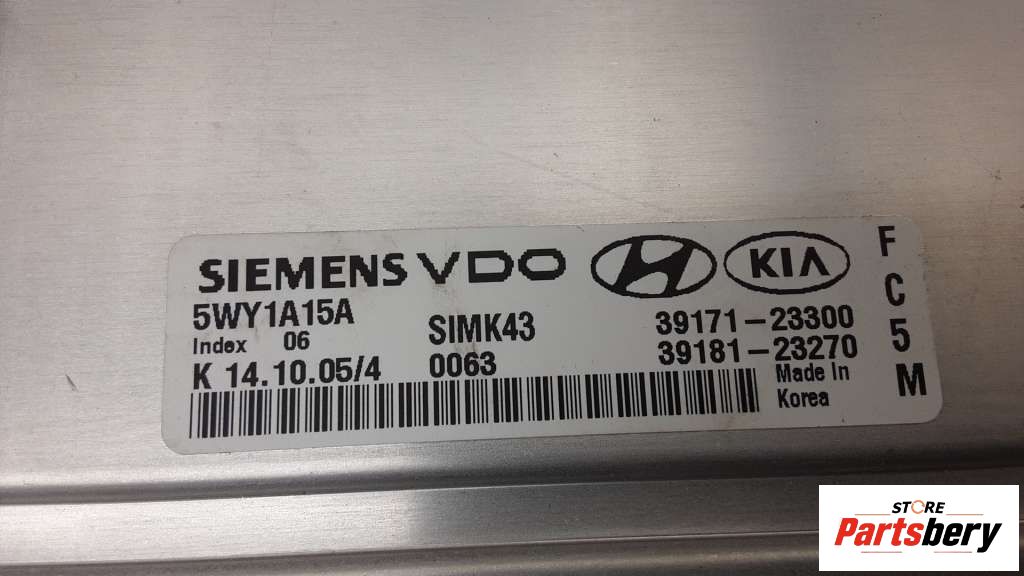 SIEMENS VDO KIA
5WY1A15A SIMK43 39171-23300
Index 06 0063 39181-23270
K 14.10.05/4 Made In
Korea
F
C
5
M
STORE
Partsbery